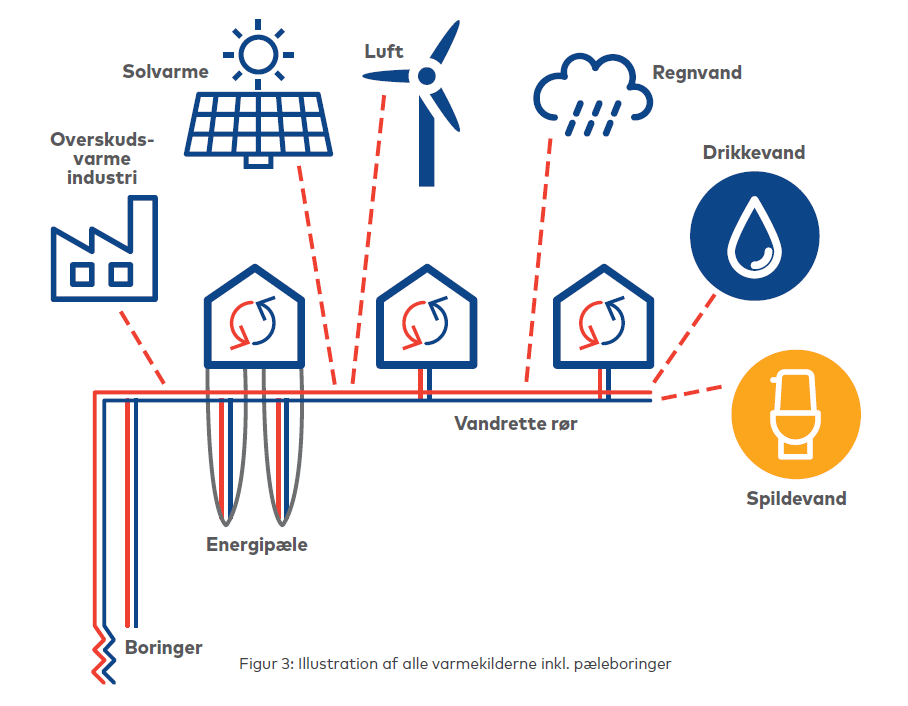 Solvarme
Luft
Regnvand
Overskuds-
varme
industri
Drikkevand
Vandrette rør
Spildevand
Energipæle
Boringer
Figur 3: Illustration af alle varmekilderne inkl. pæleboringer